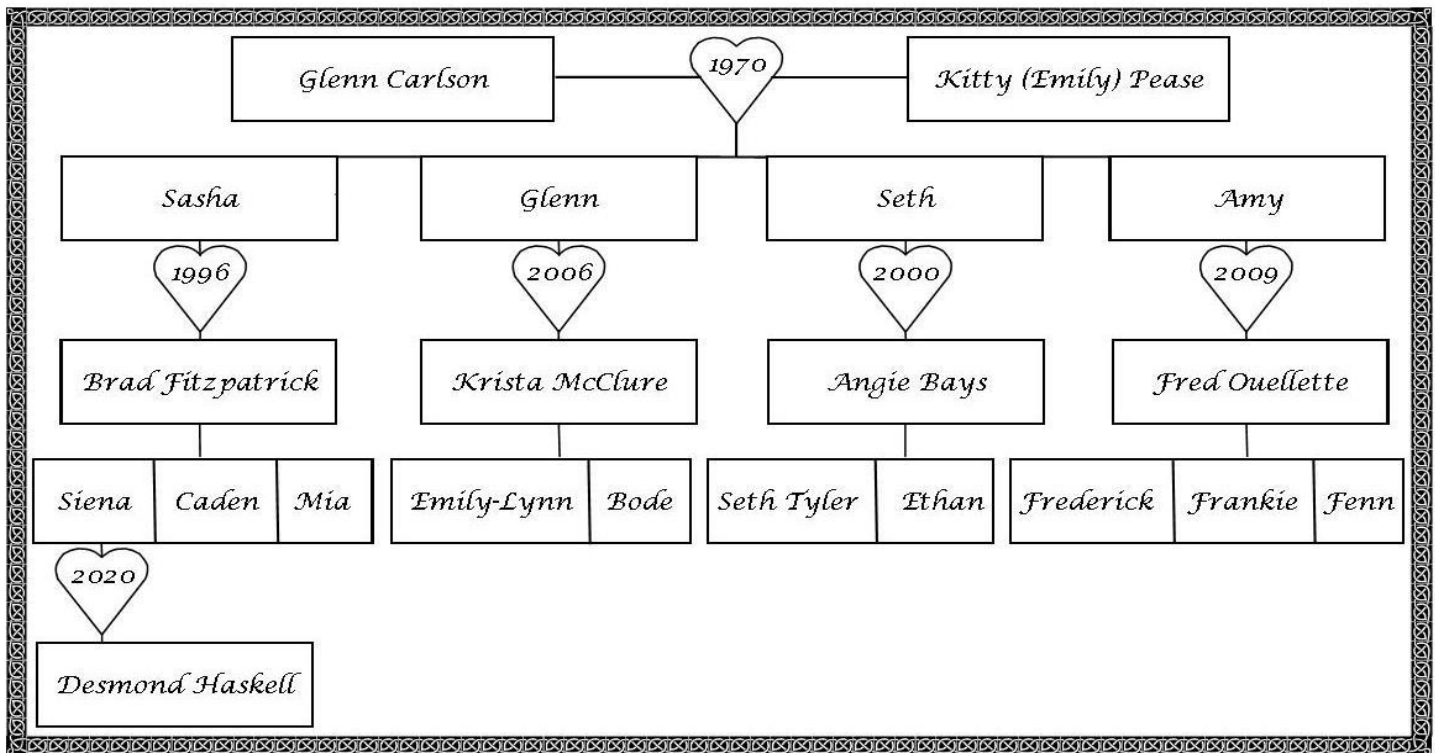 Glenn Carlson 1970 Kitty (Emily) Pease
Sasha Glenn Seth Amy
1996 2006 2000 2009
Brad Fitzpatrick Krista McClure Angie Bays Fred Ouellette
Siena Caden Mia Emily-Lynn Bode Seth Tyler Ethan Frederick Frankie Fenn
2020
Desmond Haskell